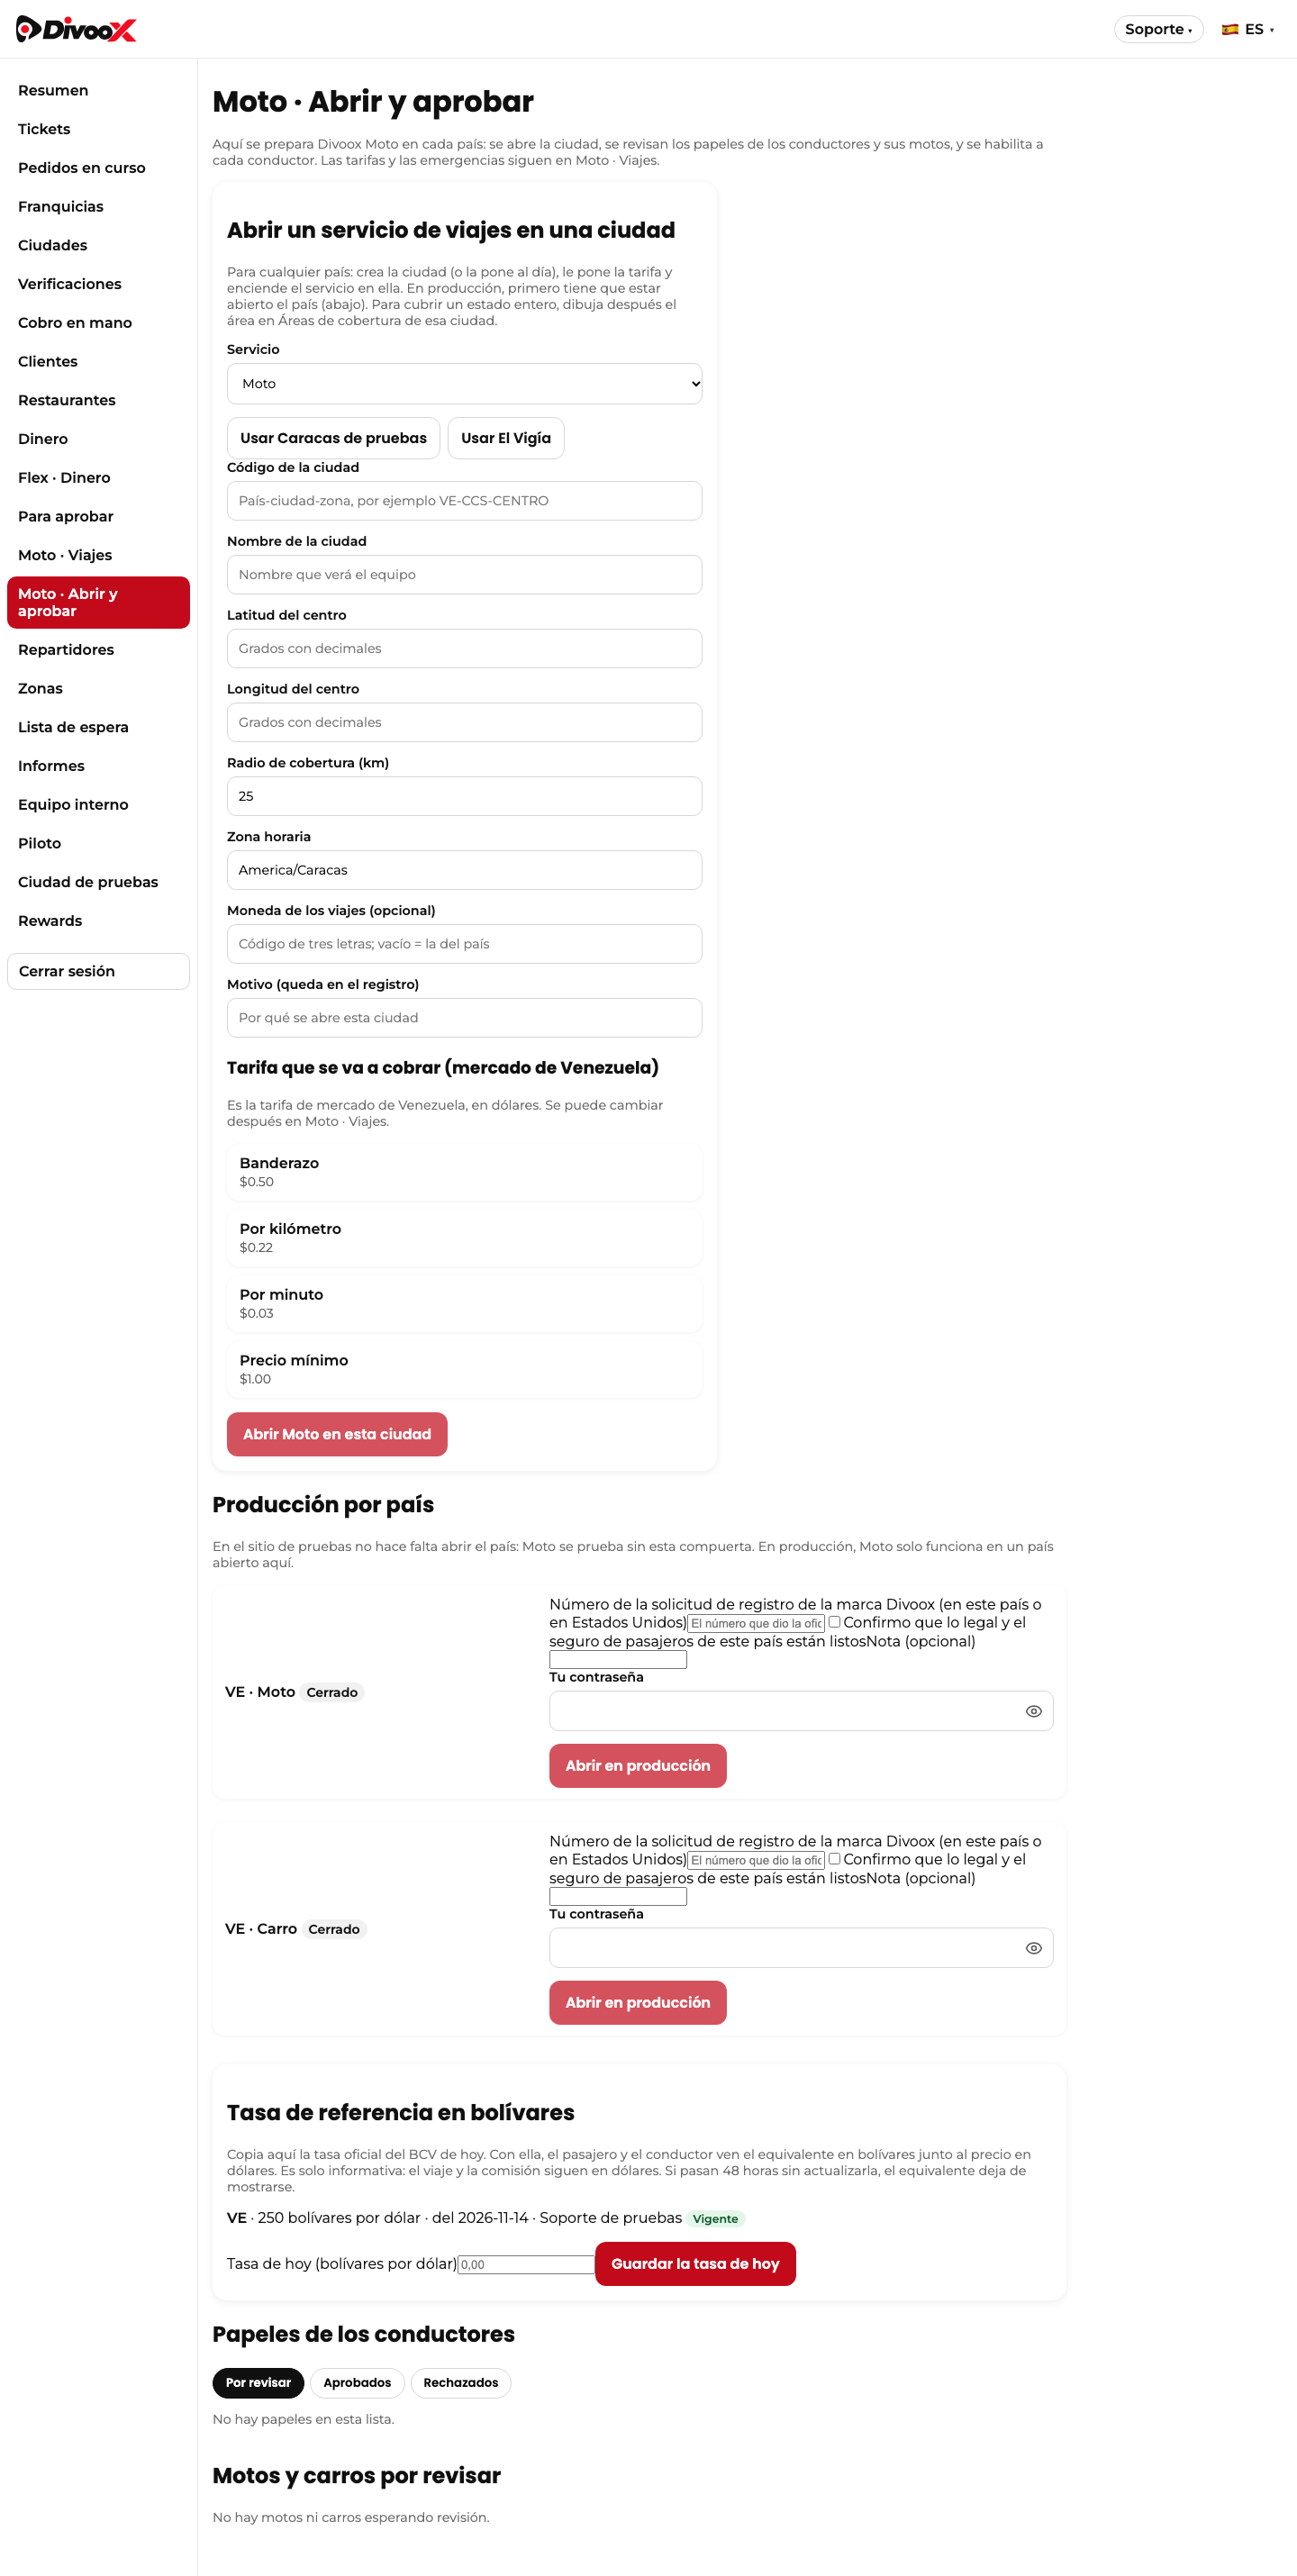 DivooX
Soporte ▾
ES ▾
Resumen
Tickets
Pedidos en curso
Franquicias
Ciudades
Verificaciones
Cobro en mano
Clientes
Restaurantes
Dinero
Flex · Dinero
Para aprobar
Moto · Viajes
Moto · Abrir y
aprobar
Repartidores
Zonas
Lista de espera
Informes
Equipo interno
Piloto
Ciudad de pruebas
Rewards
Cerrar sesión
Moto · Abrir y aprobar
Aquí se prepara Divoox Moto en cada país: se abre la ciudad, se revisan los papeles de los conductores y sus motos, y se habilita a
cada conductor. Las tarifas y las emergencias siguen en Moto · Viajes.
Abrir un servicio de viajes en una ciudad
Para cualquier país: crea la ciudad (o la pone al día), le pone la tarifa y
enciende el servicio en ella. En producción, primero tiene que estar
abierto el país (abajo). Para cubrir un estado entero, dibuja después el
área en Áreas de cobertura de esa ciudad.
Servicio
Moto
Usar Caracas de pruebas
Usar El Vigía
Código de la ciudad
País-ciudad-zona, por ejemplo VE-CCS-CENTRO
Nombre de la ciudad
Nombre que verá el equipo
Latitud del centro
Grados con decimales
Longitud del centro
Grados con decimales
Radio de cobertura (km)
25
Zona horaria
America/Caracas
Moneda de los viajes (opcional)
Código de tres letras; vacío = la del país
Motivo (queda en el registro)
Por qué se abre esta ciudad
Tarifa que se va a cobrar (mercado de Venezuela)
Es la tarifa de mercado de Venezuela, en dólares. Se puede cambiar
después en Moto · Viajes.
Banderazo
$0.50
Por kilómetro
$0.22
Por minuto
$0.03
Precio mínimo
$1.00
Abrir Moto en esta ciudad
Producción por país
En el sitio de pruebas no hace falta abrir el país: Moto se prueba sin esta compuerta. En producción, Moto solo funciona en un país
abierto aquí.
VE · Moto Cerrado
Número de la solicitud de registro de la marca Divoox (en este país o
en Estados Unidos) El número que dio la ofic Confirmo que lo legal y el
seguro de pasajeros de este país están listosNota (opcional)
Tu contraseña
Abrir en producción
VE · Carro Cerrado
Número de la solicitud de registro de la marca Divoox (en este país o
en Estados Unidos) El número que dio la ofic Confirmo que lo legal y el
seguro de pasajeros de este país están listosNota (opcional)
Tu contraseña
Abrir en producción
Tasa de referencia en bolívares
Copia aquí la tasa oficial del BCV de hoy. Con ella, el pasajero y el conductor ven el equivalente en bolívares junto al precio en
dólares. Es solo informativa: el viaje y la comisión siguen en dólares. Si pasan 48 horas sin actualizarla, el equivalente deja de
mostrarse.
VE · 250 bolívares por dólar · del 2026-11-14 · Soporte de pruebas Vigente
Tasa de hoy (bolívares por dólar) 0,00 Guardar la tasa de hoy
Papeles de los conductores
Por revisar
Aprobados
Rechazados
No hay papeles en esta lista.
Motos y carros por revisar
No hay motos ni carros esperando revisión.